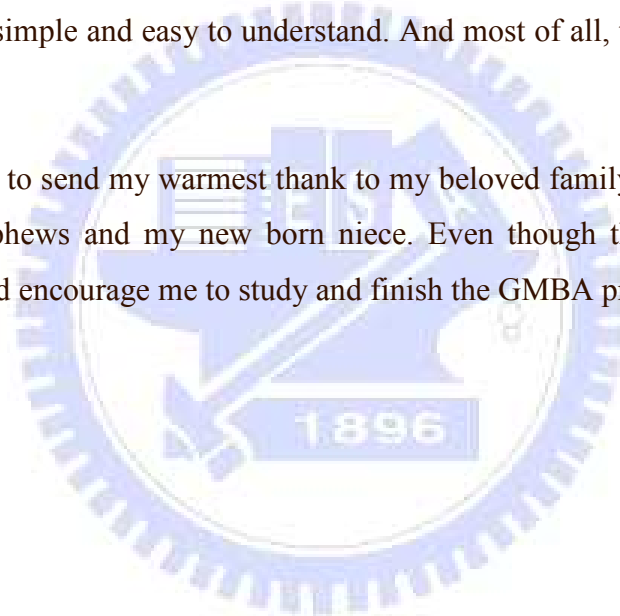 simple and easy to understand. And most of all,
to send my warmest thank to my beloved family
phews and my new born niece. Even though th
d encourage me to study and finish the GMBA p
E S
1896